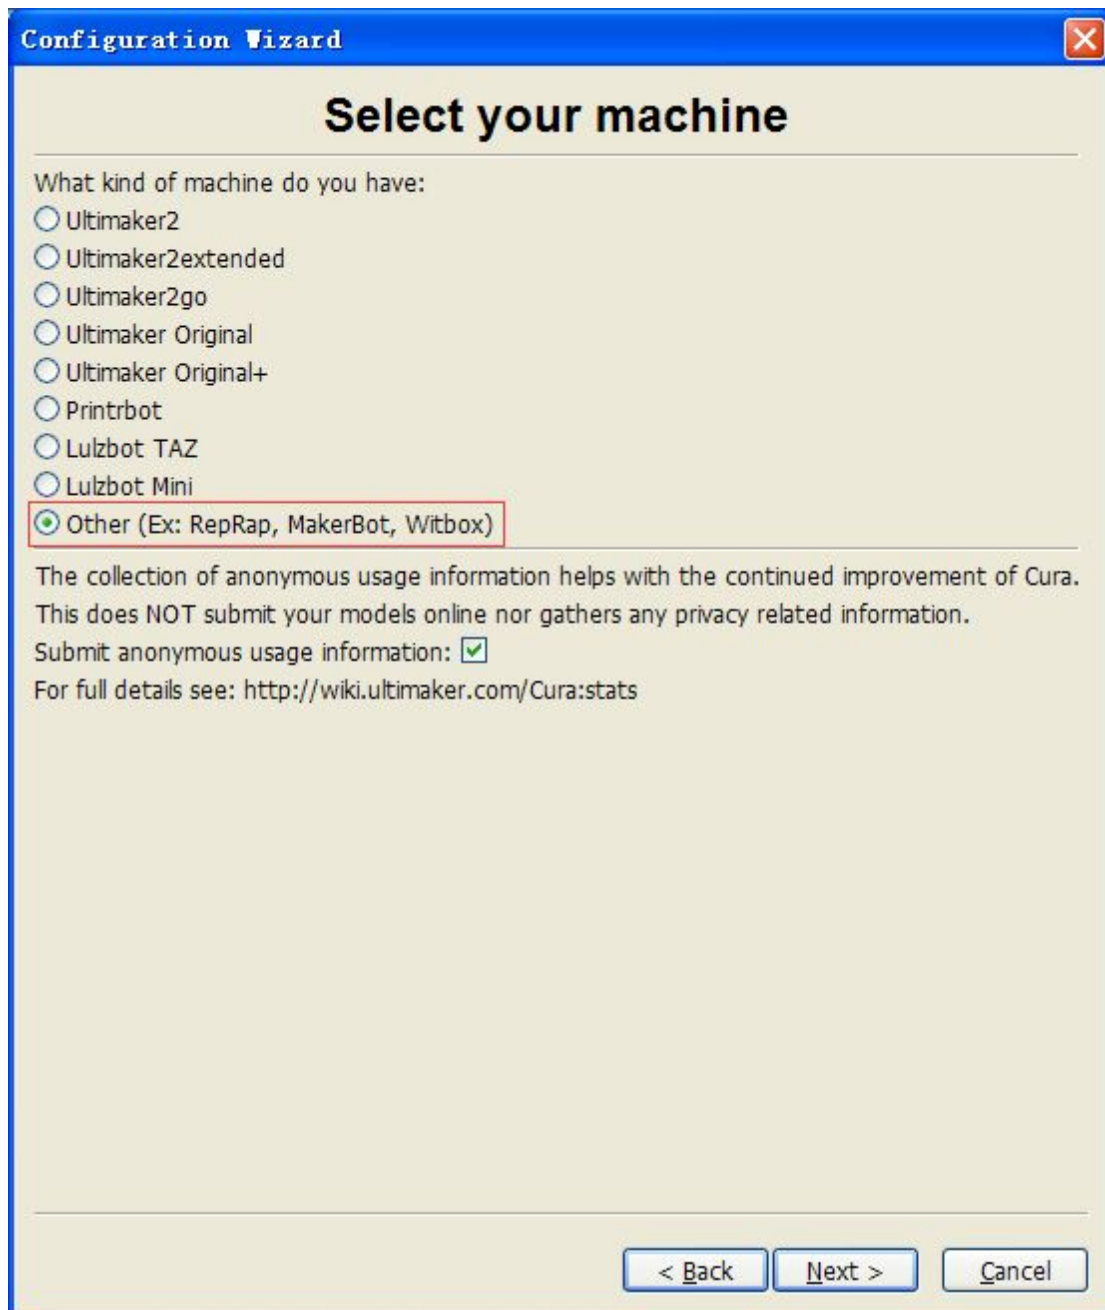 Configuration Wizard
Select your machine
What kind of machine do you have:
Ultimaker2
Ultimaker2extended
Ultimaker2go
Ultimaker Original
Ultimaker Original+
Printrbot
Lulzbot TAZ
Lulzbot Mini
Other (Ex: RepRap, MakerBot, Witbox)
The collection of anonymous usage information helps with the continued improvement of Cura.
This does NOT submit your models online nor gathers any privacy related information.
Submit anonymous usage information:
For full details see: http://wiki.ultimaker.com/Cura:stats
< Back Next > Cancel